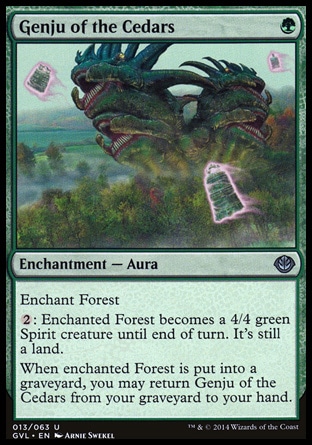 Genju of the Cedars
Enchantment — Aura
Enchant Forest
2: Enchanted Forest becomes a 4/4 green
Spirit creature until end of turn. It's still
a land.
When enchanted Forest is put into a
graveyard, you may return Genju of the
Cedars from your graveyard to your hand.
013/063 U
GVL • EN Arnie Swekel
™ & © 2014 Wizards of the Coast